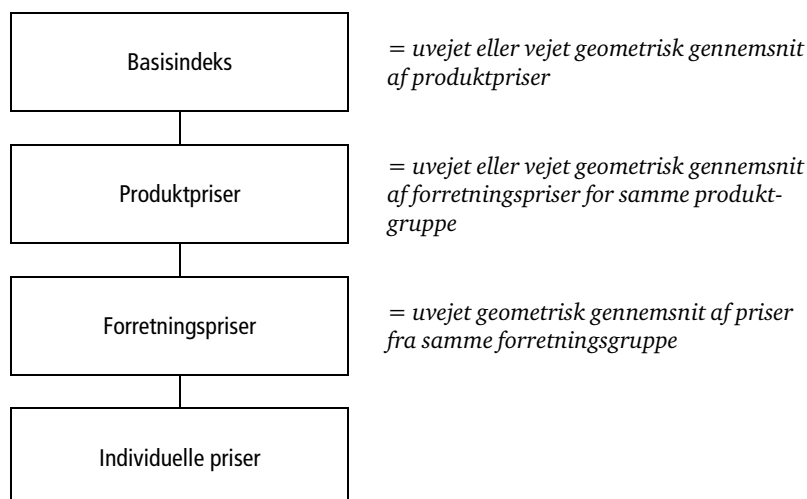 Basisindeks
= uvejet eller vejet geometrisk gennemsnit
af produktpriser
Produktpriser
= uvejet eller vejet geometrisk gennemsnit
af forretningspriser for samme produkt-
gruppe
Forretningspriser
= uvejet geometrisk gennemsnit af priser
fra samme forretningsgruppe
Individuelle priser